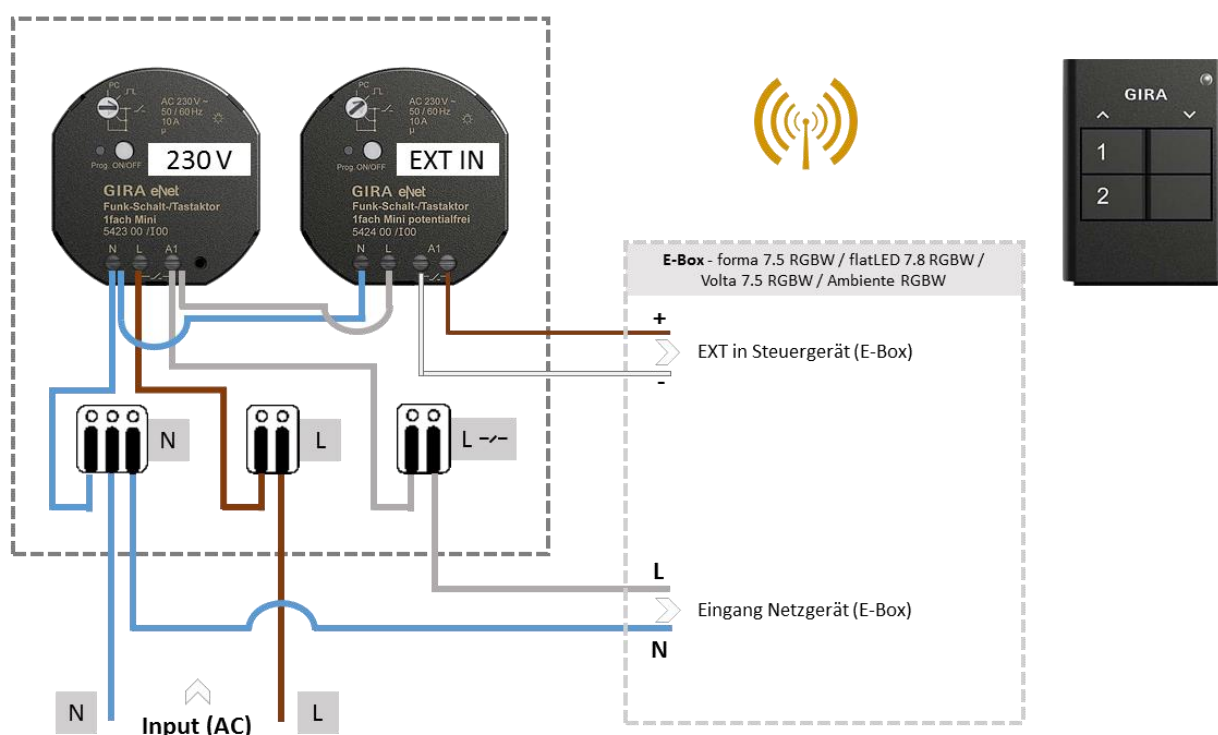 PC
AC 230 V ~
50 / 60 Hz
10 A
µ
Prog. ON/OFF
230 V
GIRA eNet
Funk-Schalt-/Tastaktor
1fach Mini
5423 00 / I00
N L A1
PC
AC 230 V ~
50 / 60 Hz
10 A
µ
Prog. ON/OFF
EXT IN
GIRA eNet
Funk-Schalt-/Tastaktor
1fach Mini potentialfrei
5424 00 / I00
N L A1
GIRA
1
2
E-Box - forma 7.5 RGBW / flatLED 7.8 RGBW /
Volta 7.5 RGBW / Ambiente RGBW
+
EXT in Steuergerät (E-Box)
-
N
L
L
L
Eingang Netzgerät (E-Box)
N
N
Input (AC)
L